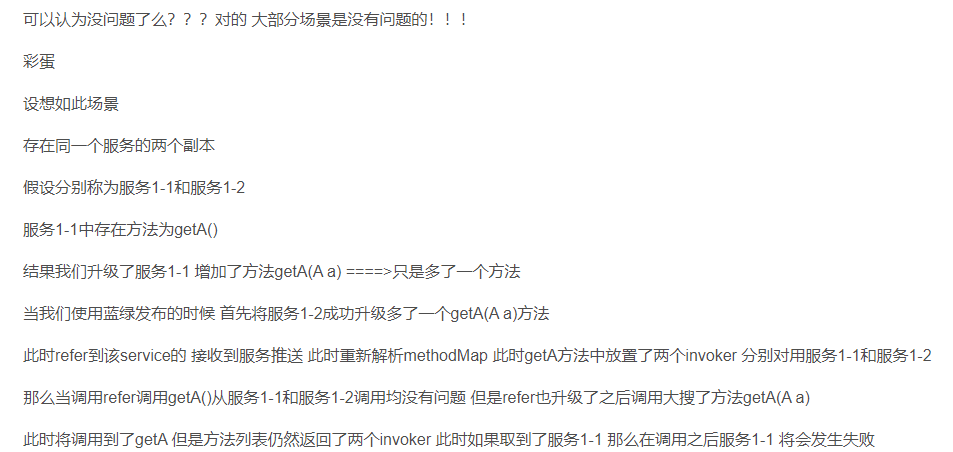 可以认为没问题了么？？？ 对的 大部分场景是没有问题的！！！
彩蛋
设想如此场景
存在同一个服务的两个副本
假设分别称为服务1-1和服务1-2
服务1-1中存在方法为getA()
结果我们升级了服务1-1 增加了方法getA(A a) ====>只是多了一个方法
当我们使用蓝绿发布的时候 首先将服务1-2成功升级多了一个getA(A a)方法
此时refer到该service的 接收到服务推送 此时重新解析methodMap 此时getA方法中放置了两个invoker 分别对用服务1-1和服务1-2
那么当调用refer调用getA()从服务1-1和服务1-2调用均没有问题 但是refer也升级了之后调用大搜了方法getA(A a)
此时将调用到了getA 但是方法列表仍然返回了两个invoker 此时如果取到了服务1-1 那么在调用之后服务1-1 将会发生失败